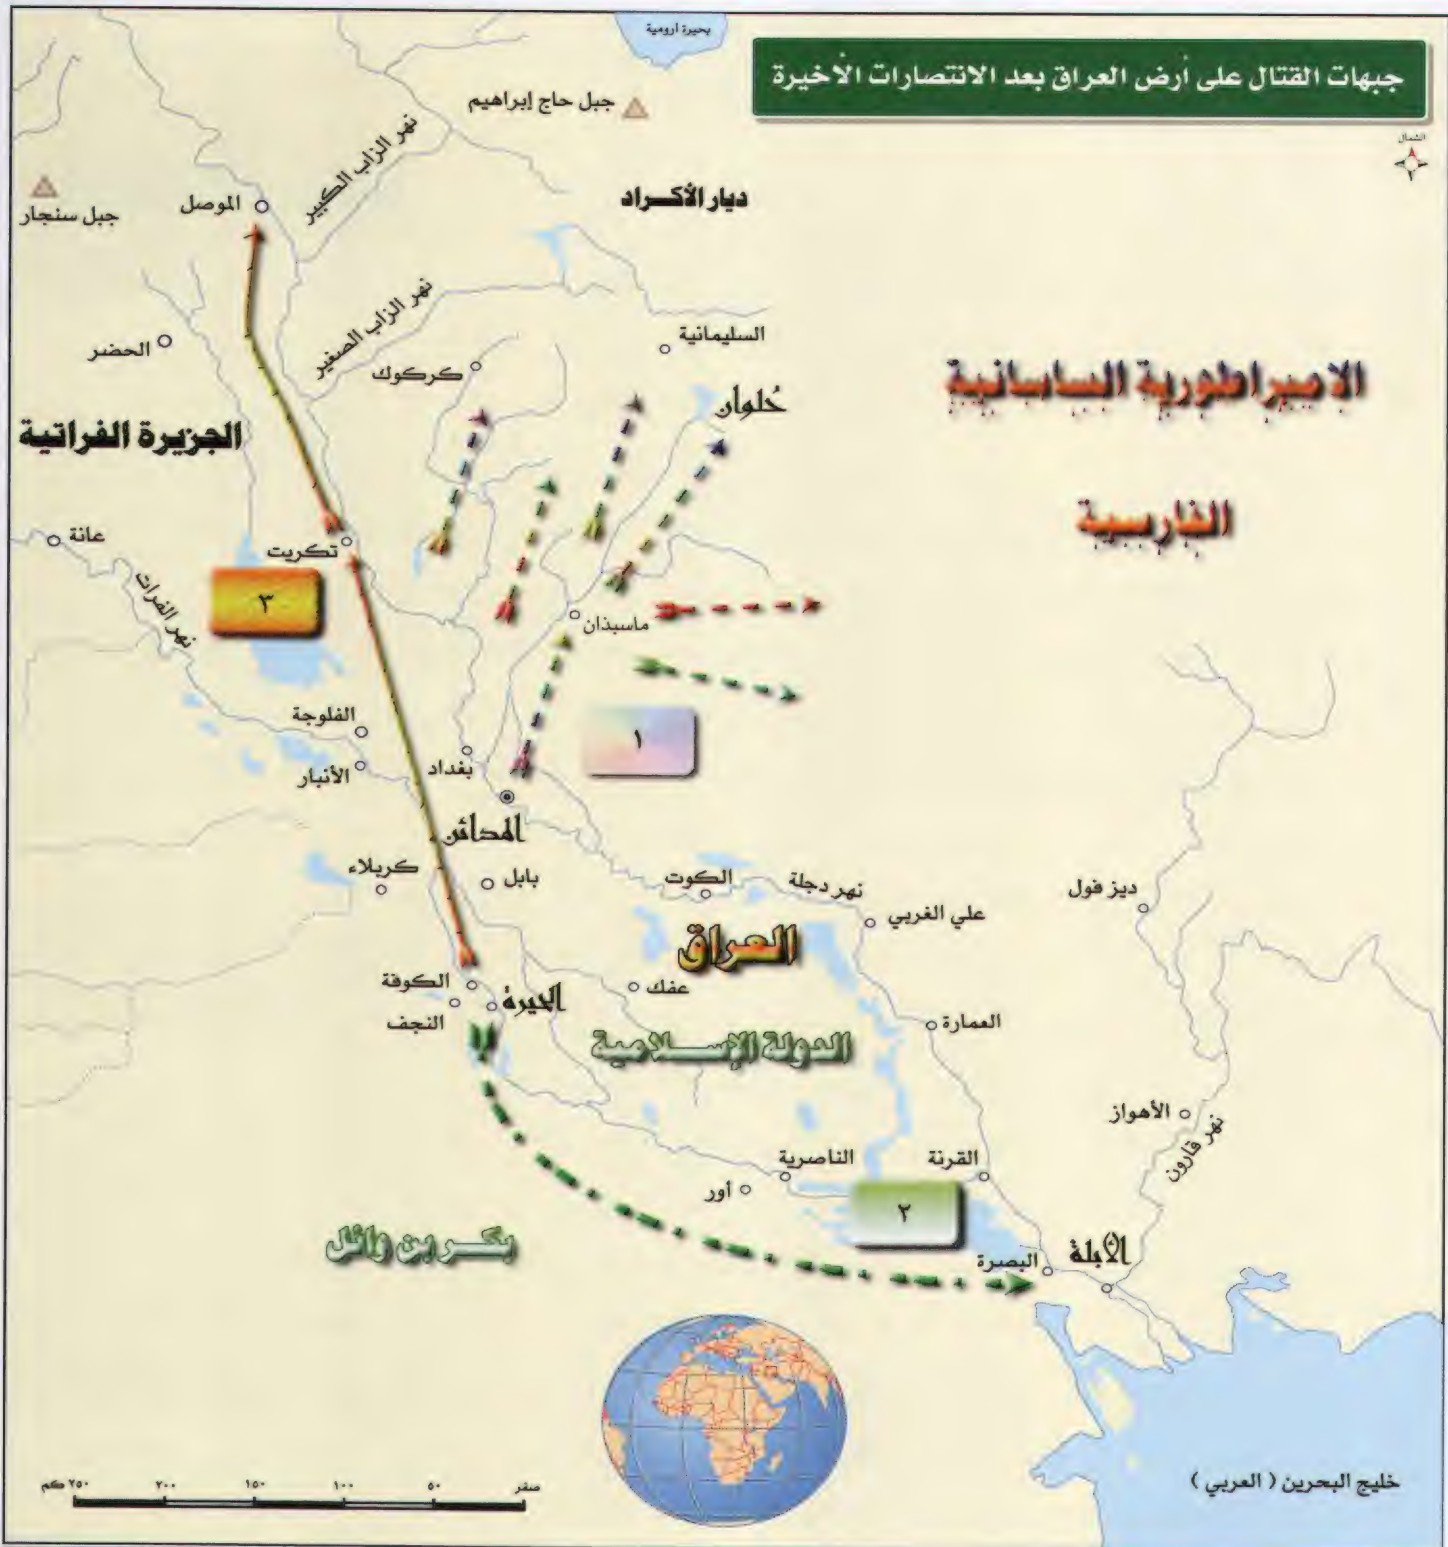 جبهات القتال على أرض العراق بعد الانتصارات الأخيرة
الشمال
بحيرة أرومية
جبل حاج إبراهيم
نهر الزاب الكبير
ديار الأكراد
جبل سنجار
الموصل
نهر الزاب الصغير
الحضر
السليمانية
كركوك
حُلوان
الامبراطورية الساسانية
الفارسية
الجزيرة الفراتية
عانة
تكريت
نهر الفرات
٣
ماسبذان
١
الفلوجة
الأنبار
بغداد
المدائن
كربلاء
بابل
الكوت
نهر دجلة
علي الغربي
ديز فول
العراق
الكوفة
الحيرة
النجف
عفك
العمارة
الدولة الإسلامية
الأهواز
نهر قارون
الناصرية
القرنة
أور
٢
بكر بن وائل
البصرة
الأبلة
خليج البحرين ( العربي )
صفر ٥٠ ١٠٠ ١٥٠ ٢٠٠ ٢٥٠ كم